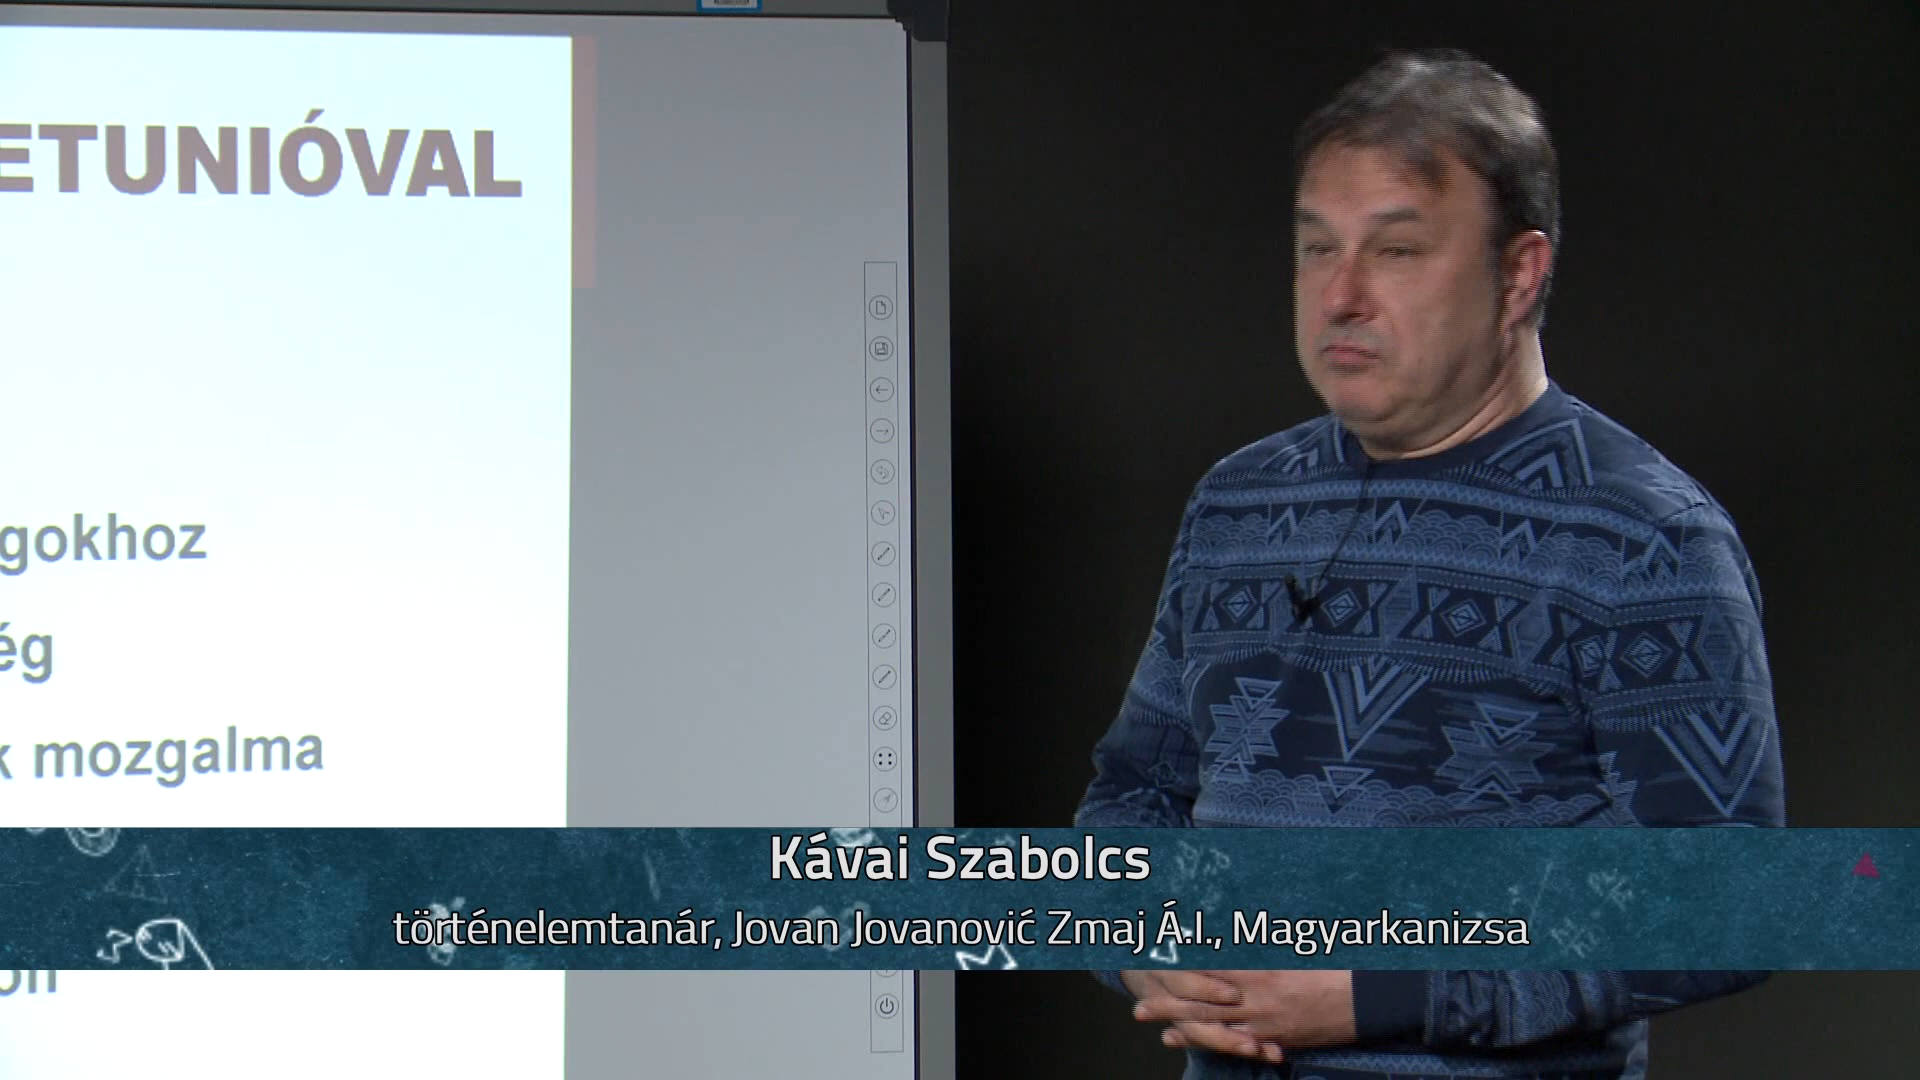 ETUNIÓVAL
gokhoz
ég
k mozgalma
Kávai Szabolcs
történelemtanár, Jovan Jovanović Zmaj Á.I., Magyarkanizsa